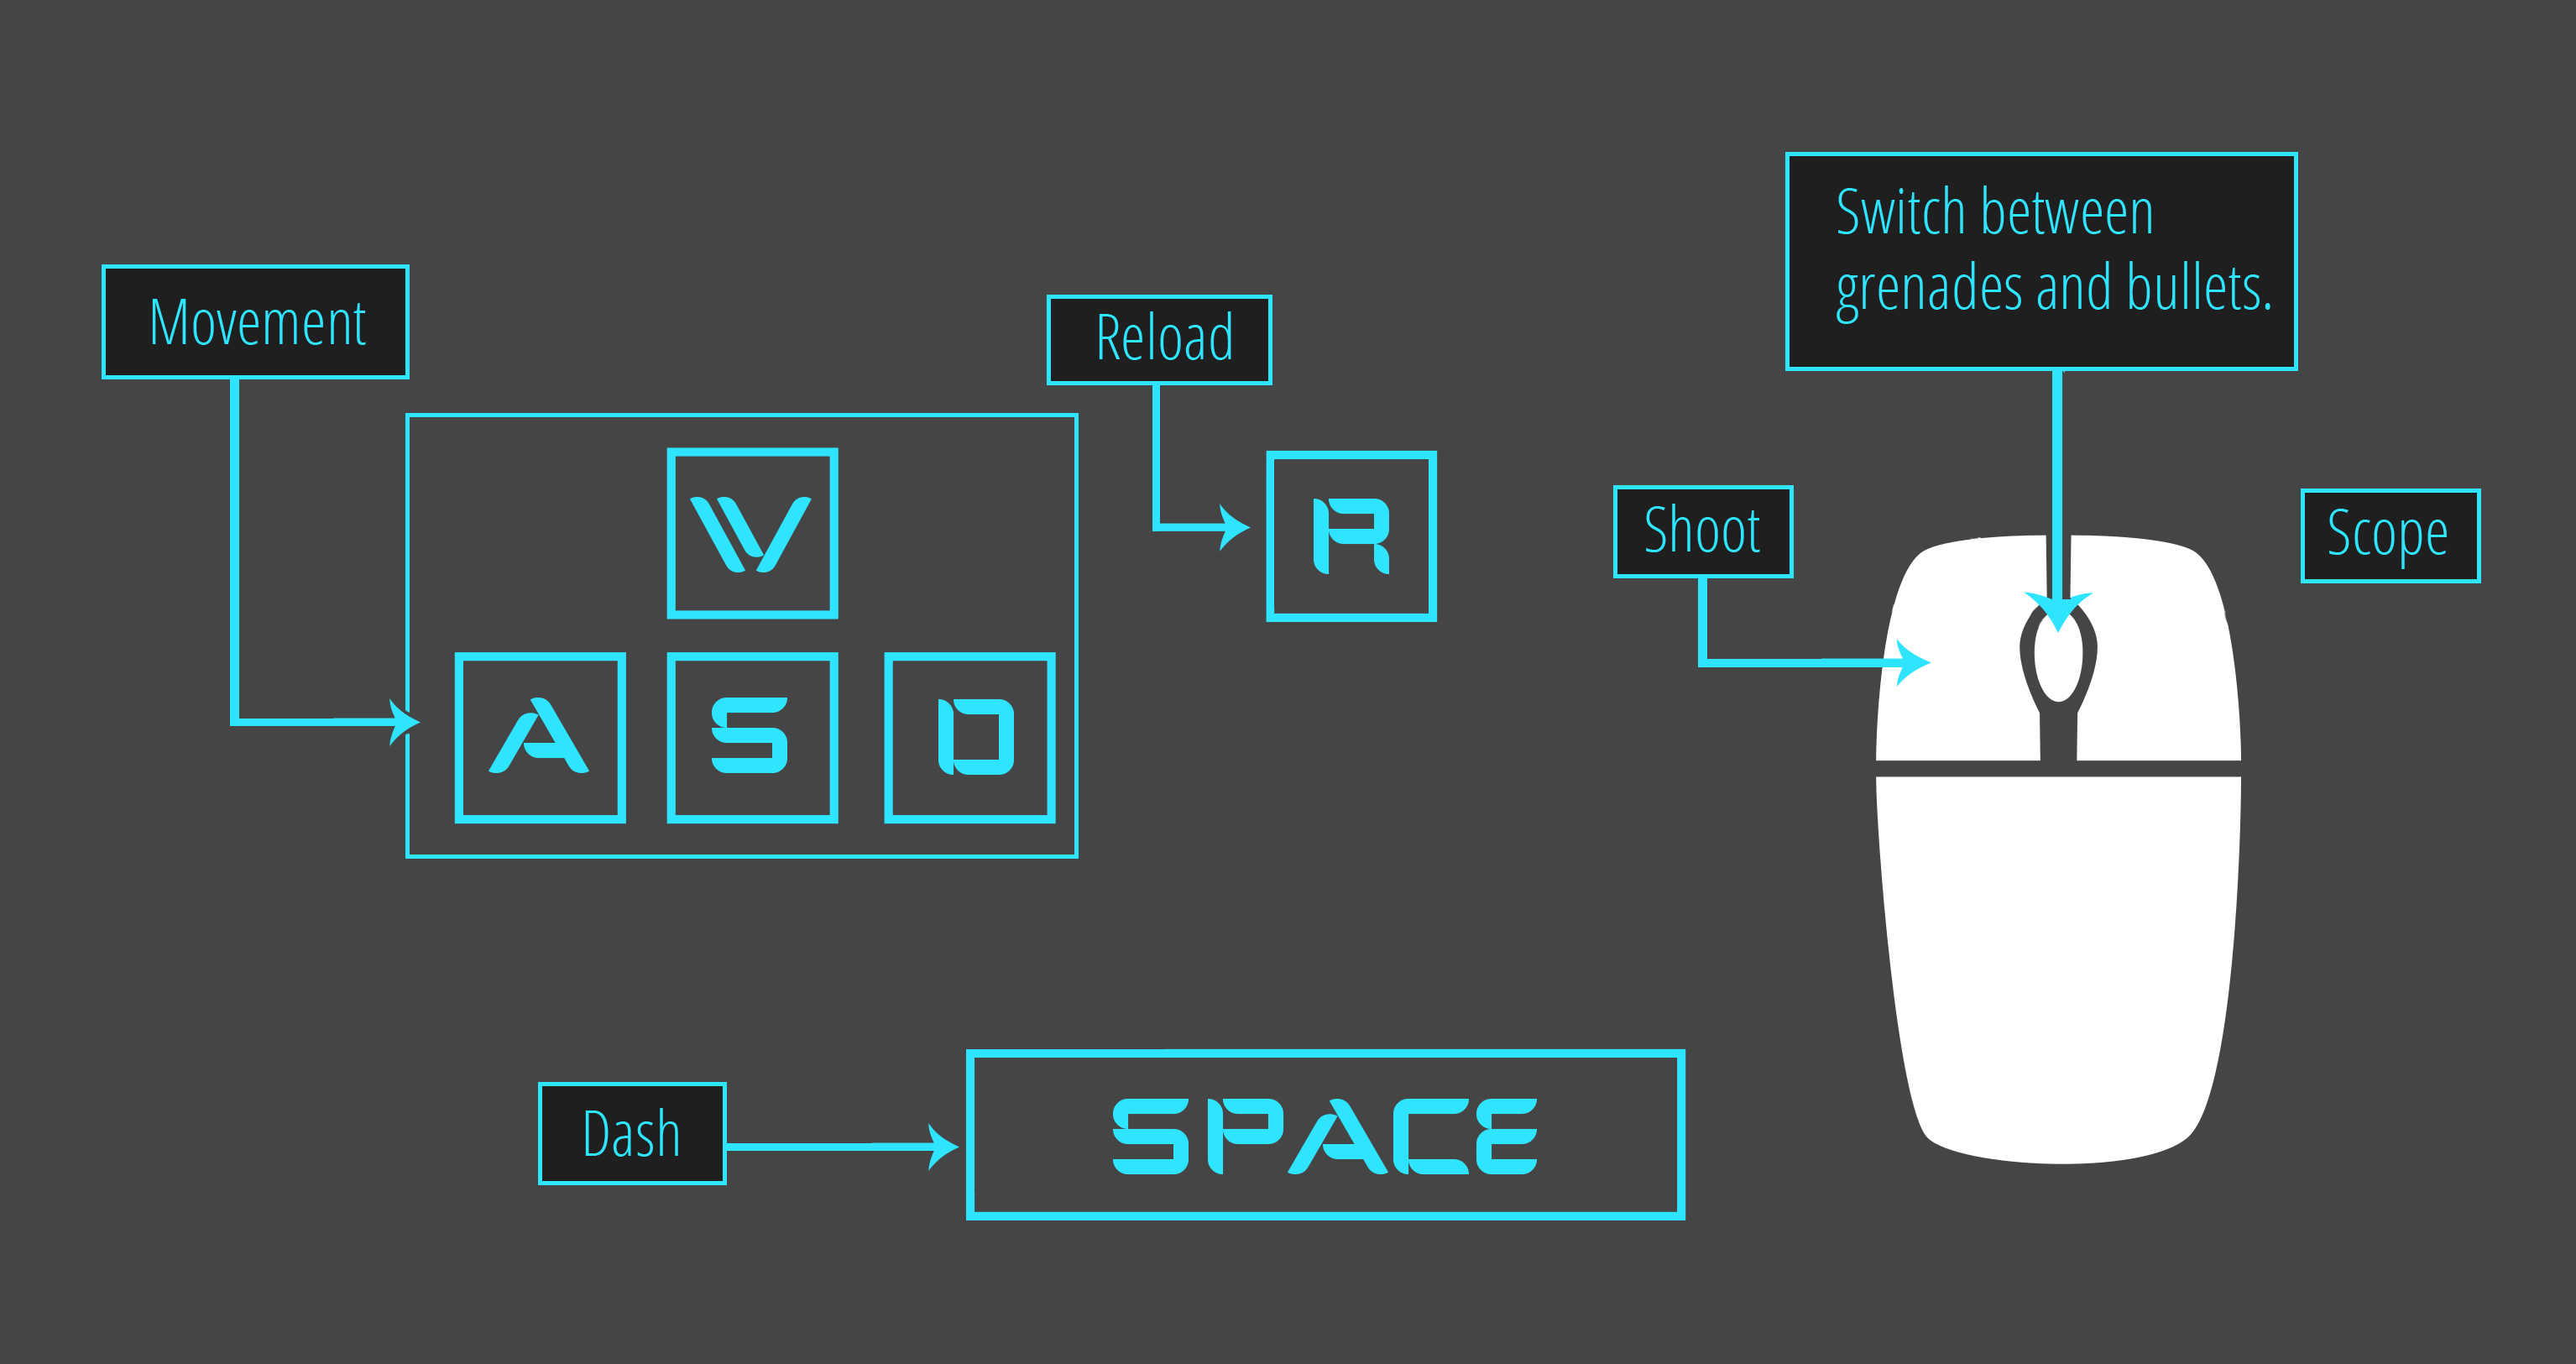 Movement
W
A S D
Reload
R
Switch between
grenades and bullets.
Shoot
Scope
Dash
SPACE